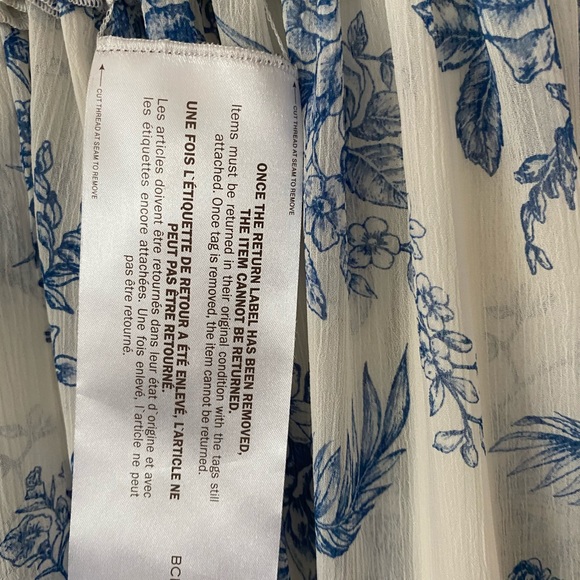 CUT THREAD AT SEAM TO REMOVE
ONCE THE RETURN LABEL HAS BEEN REMOVED,
THE ITEM CANNOT BE RETURNED.
Items must be returned in their original condition with the tags still
attached. Once tag is removed, the item cannot be returned.
UNE FOIS L'ÉTIQUETTE DE RETOUR A ÉTÉ ENLEVÉ, L'ARTICLE NE
PEUT PAS ÊTRE RETOURNÉ.
Les articles doivent être retournés dans leur état d'origine et avec
les étiquettes encore attachées. Une fois enlevé, l'article ne peut
pas être retourné.
CUT THREAD AT SEAM TO REMOVE